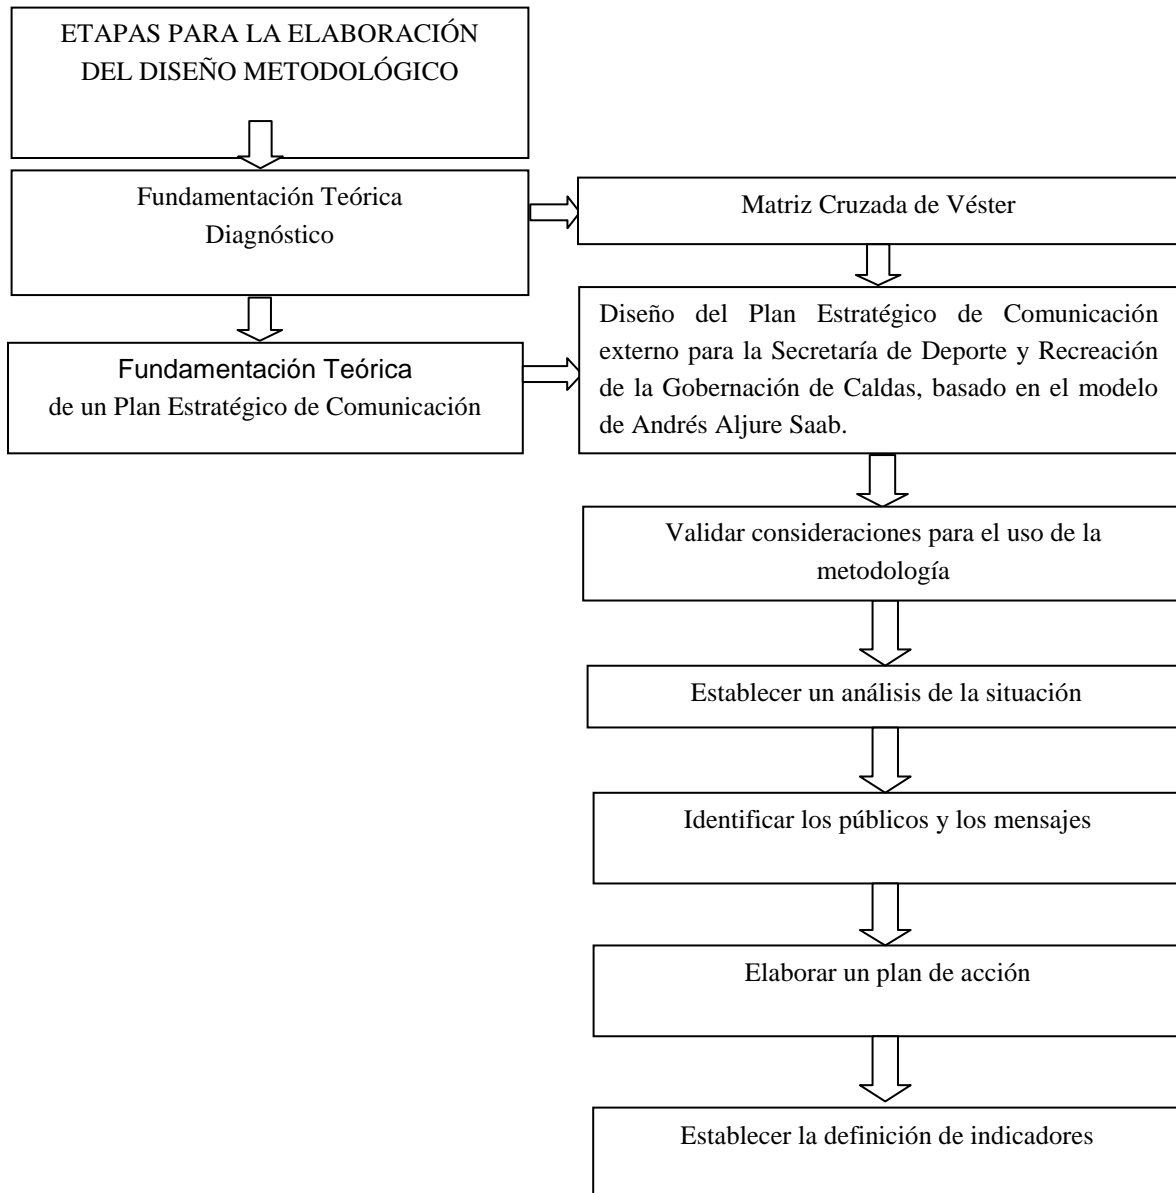 ETAPAS PARA LA ELABORACIÓN
DEL DISEÑO METODOLÓGICO
Fundamentación Teórica
Diagnóstico
Matriz Cruzada de Véster
Fundamentación Teórica
de un Plan Estratégico de Comunicación
Diseño del Plan Estratégico de Comunicación
externo para la Secretaría de Deporte y Recreación
de la Gobernación de Caldas, basado en el modelo
de Andrés Aljure Saab.
Validar consideraciones para el uso de la
metodología
Establecer un análisis de la situación
Identificar los públicos y los mensajes
Elaborar un plan de acción
Establecer la definición de indicadores